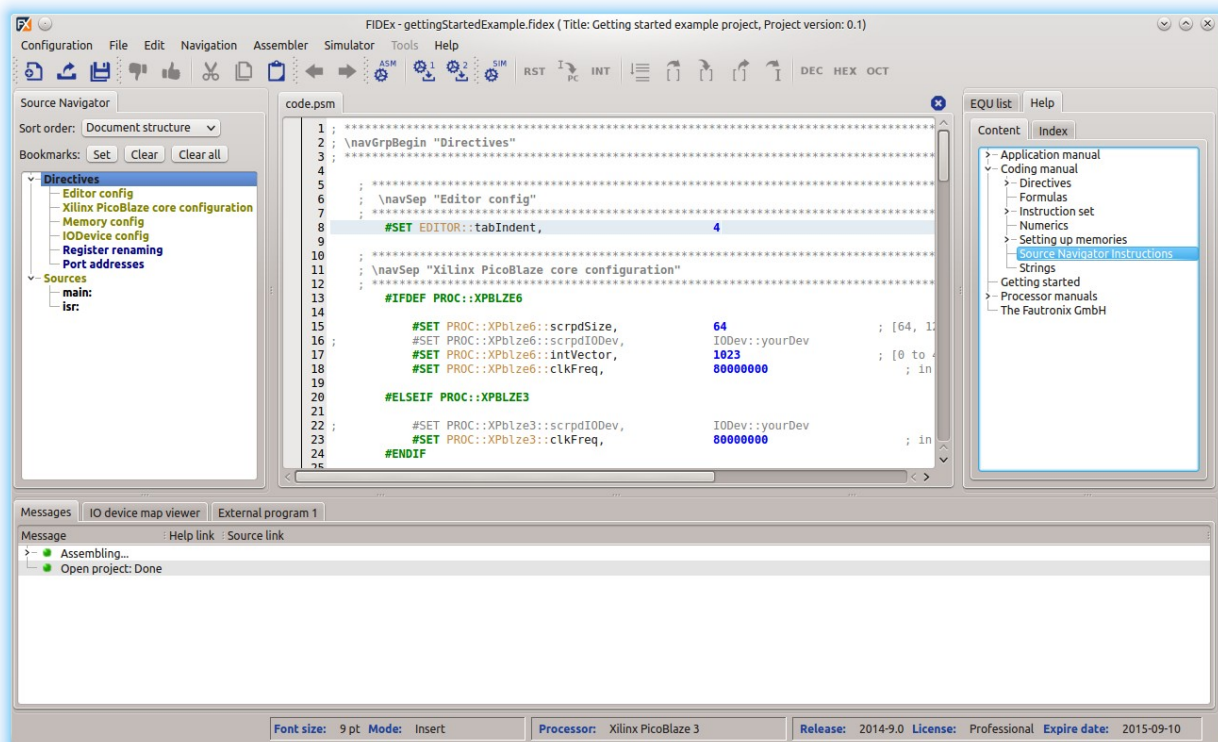 FIDEx - gettingStartedExample.fidex ( Title: Getting started example project, Project version: 0.1)
Configuration File Edit Navigation Assembler Simulator Tools Help
ASM 1 2 SIM RST I PC INT DEC HEX OCT
Source Navigator
Sort order: Document structure
Bookmarks: Set Clear Clear all
Directives
Editor config
Xilinx PicoBlaze core configuration
Memory config
IODevice config
Register renaming
Port addresses
Sources
main:
isr:
code.psm
1 ; ******************************************************************************************
2 ; \navGrpBegin "Directives"
3 ; ******************************************************************************************
4
5 ; **************************************************************************************
6 ; \navSep "Editor config"
7 ; **************************************************************************************
8 #SET EDITOR::tabIndent, 4
9
10 ; **************************************************************************************
11 ; \navSep "Xilinx PicoBlaze core configuration"
12 ; **************************************************************************************
13 #IFDEF PROC::XPBLZE6
14
15 #SET PROC::XPblze6::scrpdSize, 64 ; [64, 12
16 ; #SET PROC::XPblze6::scrpdIODev, IODev::yourDev
17 #SET PROC::XPblze6::intVector, 1023 ; [0 to 4
18 #SET PROC::XPblze6::clkFreq, 80000000 ; in
19
20 #ELSEIF PROC::XPBLZE3
21
22 ; #SET PROC::XPblze3::scrpdIODev, IODev::yourDev
23 #SET PROC::XPblze3::clkFreq, 80000000 ; in
24 #ENDIF
25
EQU list Help
Content Index
Application manual
Coding manual
Directives
Formulas
Instruction set
Numerics
Setting up memories
Source Navigator Instructions
Strings
Getting started
Processor manuals
The Fautronix GmbH
Messages IO device map viewer External program 1
Message Help link Source link
Assembling...
Open project: Done
Font size: 9 pt Mode: Insert Processor: Xilinx PicoBlaze 3 Release: 2014-9.0 License: Professional Expire date: 2015-09-10